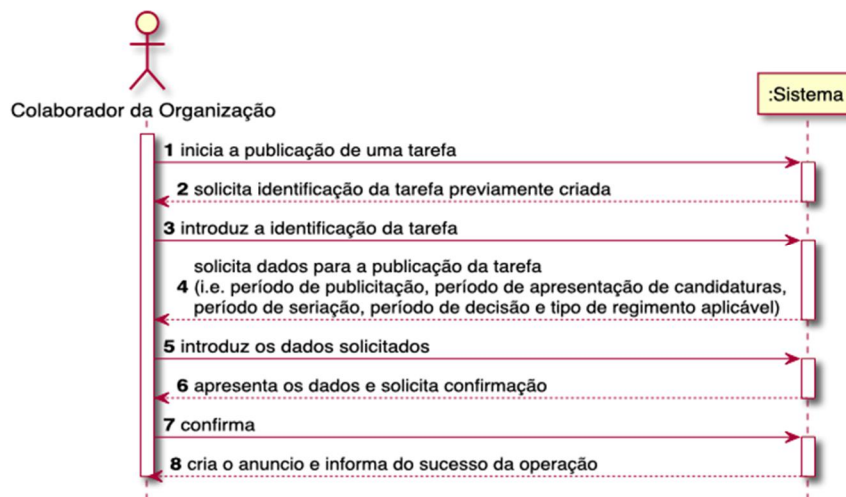 Colaborador da Organização
:Sistema
1 inicia a publicação de uma tarefa
2 solicita identificação da tarefa previamente criada
3 introduz a identificação da tarefa
solicita dados para a publicação da tarefa
4 (i.e. período de publicitação, período de apresentação de candidaturas,
período de seriação, período de decisão e tipo de regimento aplicável)
5 introduz os dados solicitados
6 apresenta os dados e solicita confirmação
7 confirma
8 cria o anuncio e informa do sucesso da operação